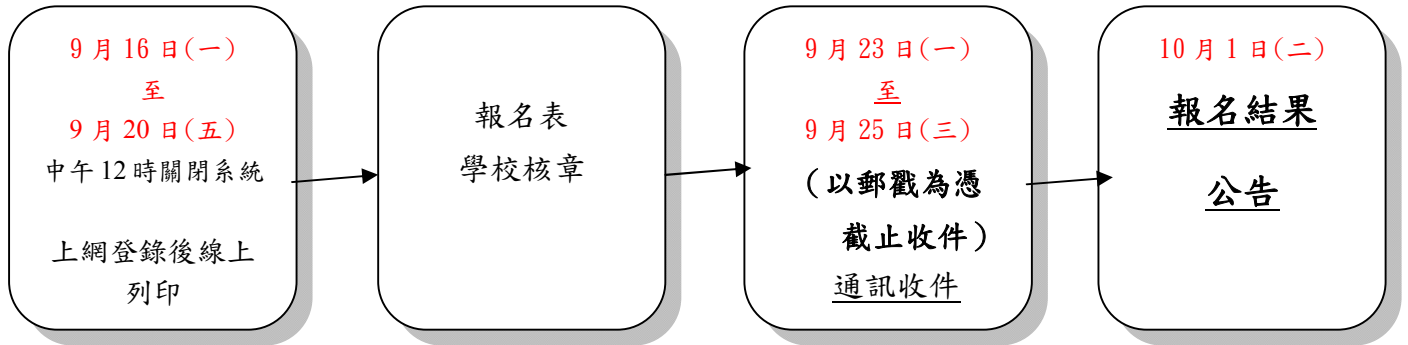 9月16日(一)
至
9月20日(五)
中午12時關閉系統
上網登錄後線上
列印
報名表
學校核章
9月23日(一)
至
9月25日(三)
（以郵戳為憑
截止收件）
通訊收件
10月1日(二)
報名結果
公告